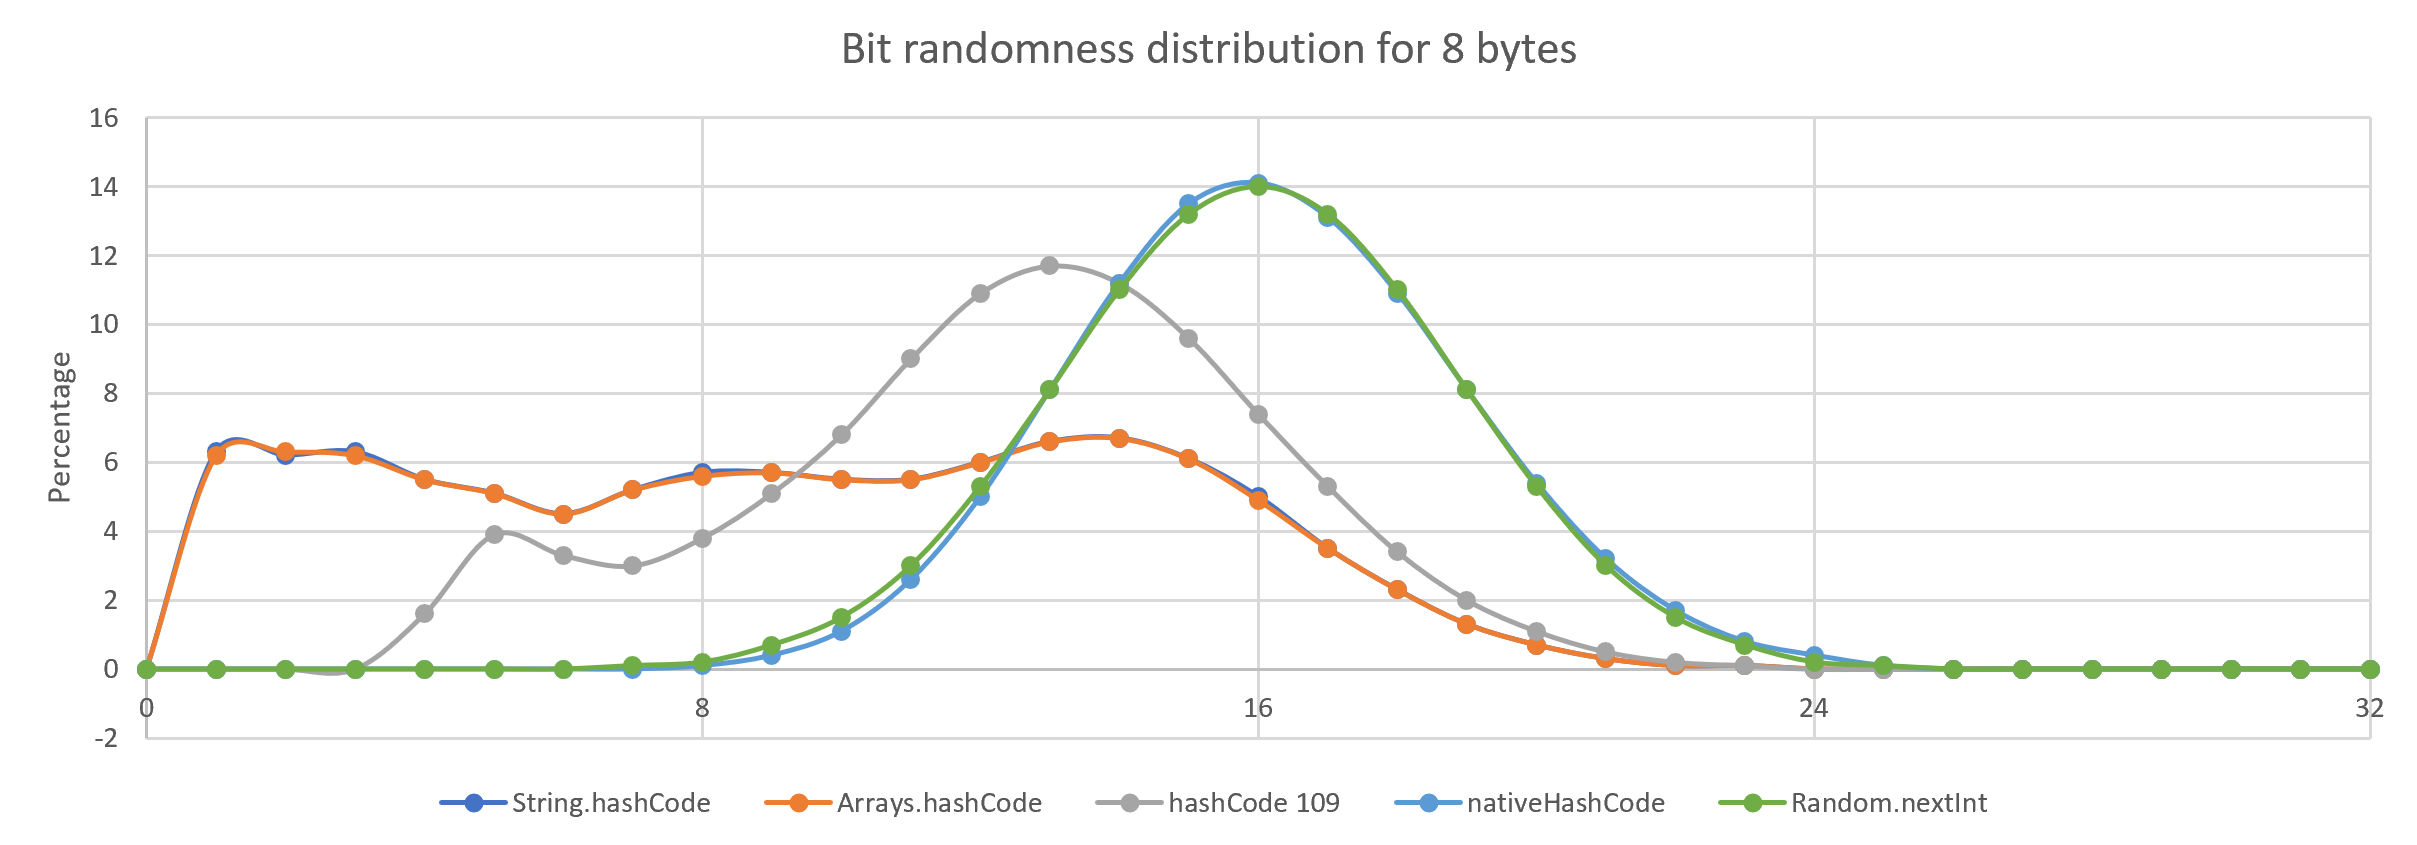 Bit randomness distribution for 8 bytes
16
14
12
10
8
6
4
2
0
-2
Percentage
0 8 16 24 32
String.hashCode Arrays.hashCode hashCode 109 nativeHashCode Random.nextInt